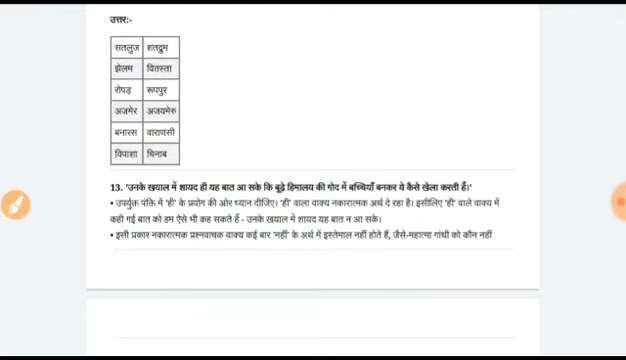 उत्तर:-
सतलुज शतद्रुम
झेलम वितस्ता
रोपड़ रूपपुर
अजमेर अजयमेरु
बनारस वाराणसी
विपाशा चिनाब
13. 'उनके खयाल में शायद ही यह बात आ सके कि बूढ़े हिमालय की गोद में बच्चियाँ बनकर ये कैसे खेला करती हैं।'
• उपर्युक्त पंक्ति में 'ही' के प्रयोग की ओर ध्यान दीजिए। 'ही' वाला वाक्य नकारात्मक अर्थ दे रहा है। इसीलिए 'ही' वाले वाक्य में
कही गई बात को हम ऐसे भी कह सकते हैं - उनके खयाल में शायद यह बात न आ सके।
• इसी प्रकार नकारात्मक प्रश्नवाचक वाक्य कई बार 'नहीं' के अर्थ में इस्तेमाल नहीं होते हैं, जैसे-महात्मा गांधी को कौन नहीं